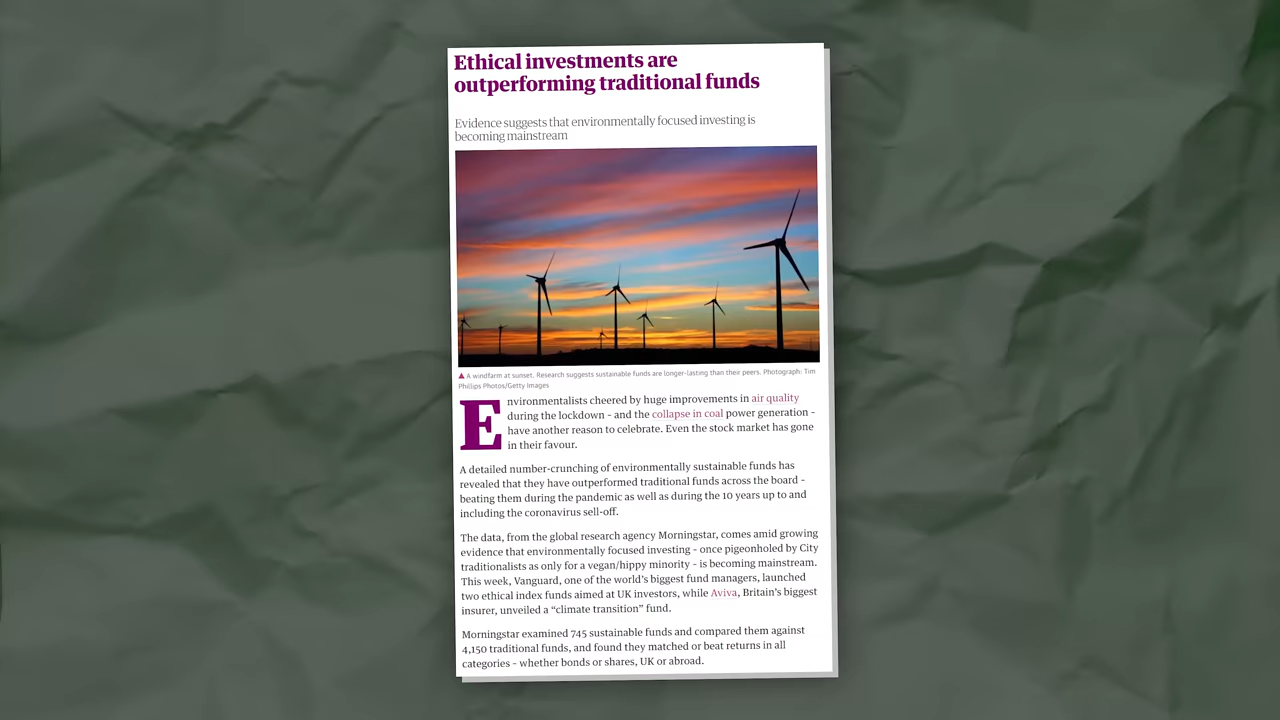 Ethical investments are
outperforming traditional funds
Evidence suggests that environmentally focused investing is
becoming mainstream
▲ A windfarm at sunset. Research suggests sustainable funds are longer-lasting than their peers. Photograph: Tim
Phillips Photos/Getty Images
Environmentalists cheered by huge improvements in air quality
during the lockdown – and the collapse in coal power generation –
have another reason to celebrate. Even the stock market has gone
in their favour.
A detailed number-crunching of environmentally sustainable funds has
revealed that they have outperformed traditional funds across the board –
beating them during the pandemic as well as during the 10 years up to and
including the coronavirus sell-off.
The data, from the global research agency Morningstar, comes amid growing
evidence that environmentally focused investing – once pigeonholed by City
traditionalists as only for a vegan/hippy minority – is becoming mainstream.
This week, Vanguard, one of the world's biggest fund managers, launched
two ethical index funds aimed at UK investors, while Aviva, Britain's biggest
insurer, unveiled a “climate transition” fund.
Morningstar examined 745 sustainable funds and compared them against
4,150 traditional funds, and found they matched or beat returns in all
categories – whether bonds or shares, UK or abroad.